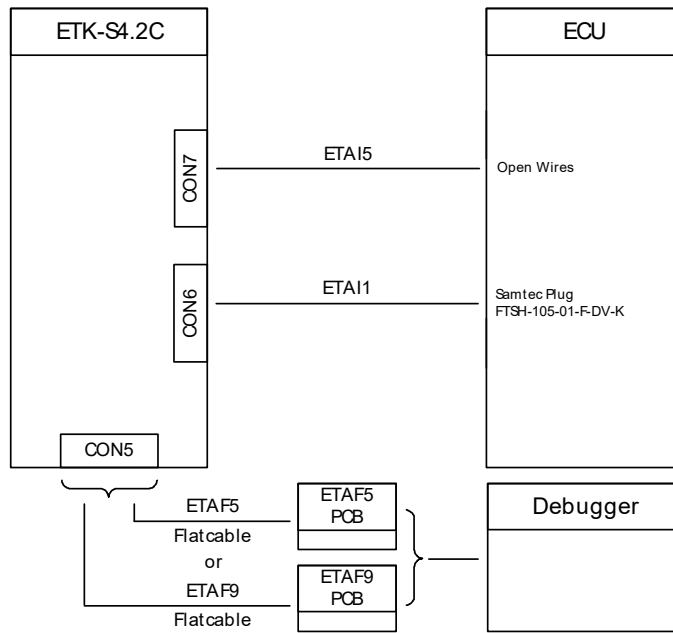 ETK-S4.2C
ECU
CON7
ETAI5
Open Wires
CON6
ETAI1
Samtec Plug
FTSH-105-01-F-DV-K
CON5
ETAF5
Flatcable
or
ETAF9
Flatcable
ETAF5
PCB
ETAF9
PCB
Debugger